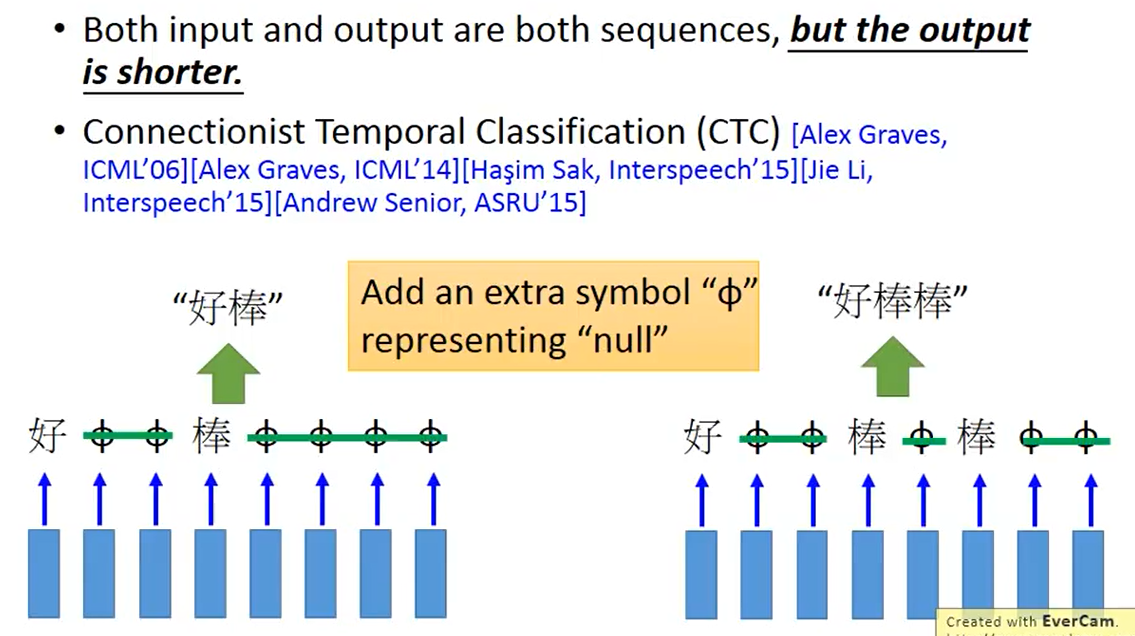 • Both input and output are both sequences, but the output
is shorter.
• Connectionist Temporal Classification (CTC) [Alex Graves,
ICML’06][Alex Graves, ICML’14][Haşim Sak, Interspeech’15][Jie Li,
Interspeech’15][Andrew Senior, ASRU’15]
“好棒”
Add an extra symbol “ϕ”
representing “null”
“好棒棒”
好 ϕ ϕ 棒 ϕ ϕ ϕ ϕ
好 ϕ ϕ 棒 ϕ 棒 ϕ ϕ
Created with EverCam.